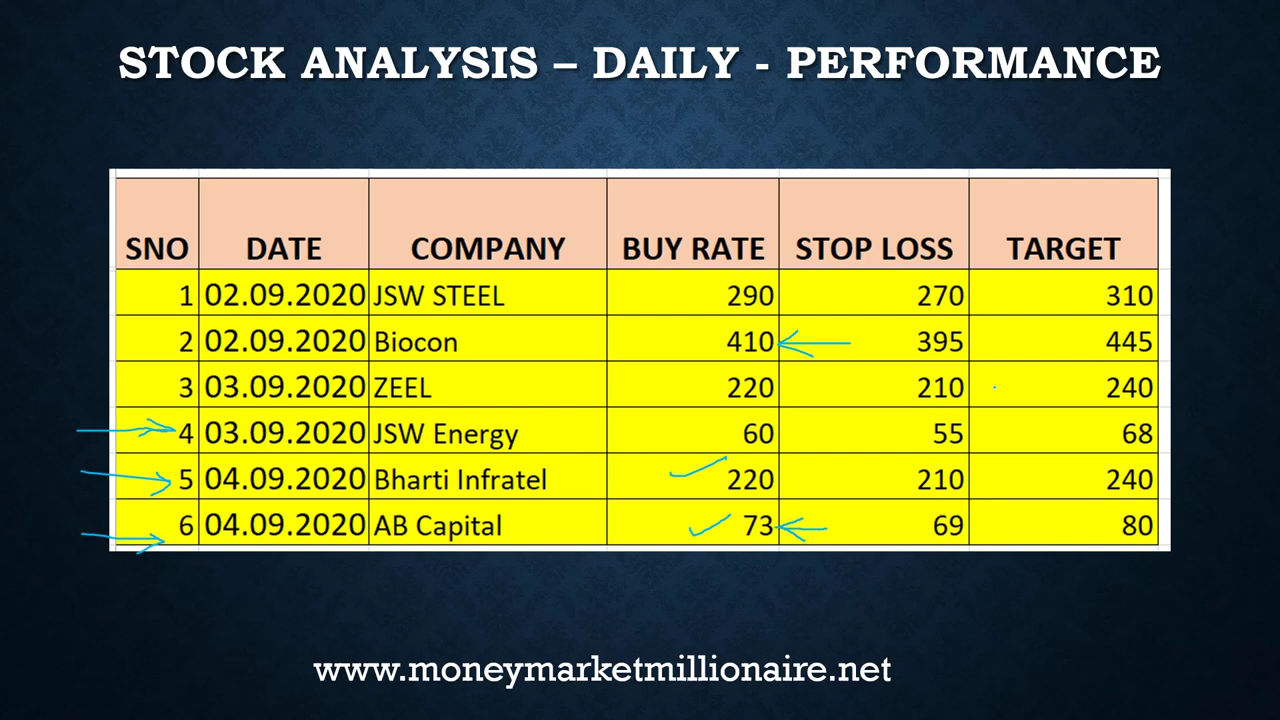 STOCK ANALYSIS – DAILY - PERFORMANCE
SNO DATE COMPANY BUY RATE STOP LOSS TARGET
1 02.09.2020 JSW STEEL 290 270 310
2 02.09.2020 Biocon 410 395 445
3 03.09.2020 ZEEL 220 210 240
4 03.09.2020 JSW Energy 60 55 68
5 04.09.2020 Bharti Infratel 220 210 240
6 04.09.2020 AB Capital 73 69 80
www.moneymarketmillionaire.net